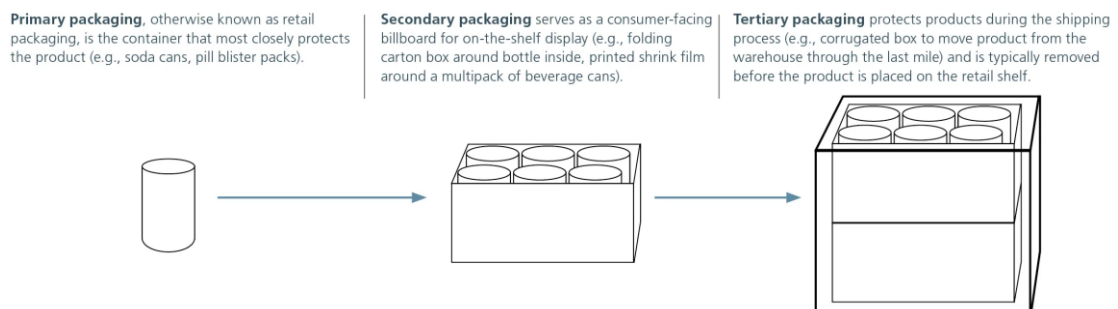 Primary packaging, otherwise known as retail
packaging, is the container that most closely protects
the product (e.g., soda cans, pill blister packs).
Secondary packaging serves as a consumer-facing
billboard for on-the-shelf display (e.g., folding
carton box around bottle inside, printed shrink film
around a multipack of beverage cans).
Tertiary packaging protects products during the shipping
process (e.g., corrugated box to move product from the
warehouse through the last mile) and is typically removed
before the product is placed on the retail shelf.